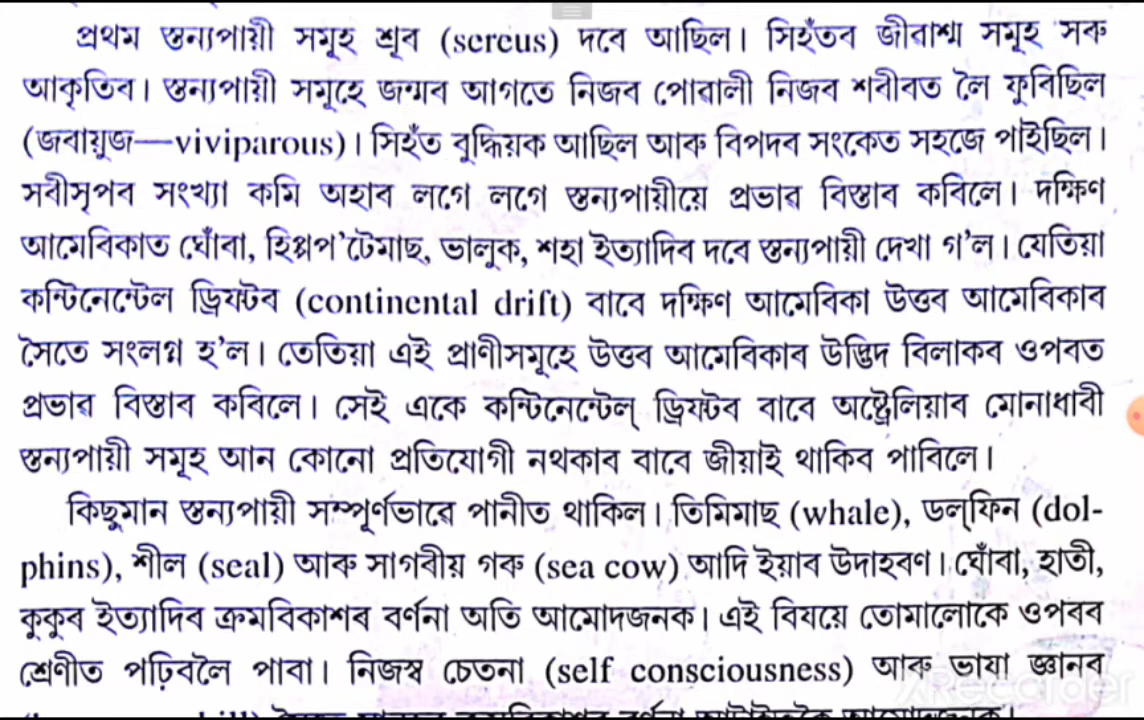 প্ৰথম স্তন্যপায়ী সমূহ শ্ৰূৰ (sercus) দৰে আছিল। সিহঁতৰ জীৱাশ্ম সমূহ সৰু
আকৃতিৰ। স্তন্যপায়ী সমূহে জন্মৰ আগতে নিজৰ পোৱালী নিজৰ শৰীৰত লৈ ফুৰিছিল
(জৰায়ুজ—viviparous)। সিহঁত বুদ্ধিয়ক আছিল আৰু বিপদৰ সংকেত সহজে পাইছিল।
সৰীসৃপৰ সংখ্যা কমি অহাৰ লগে লগে স্তন্যপায়ীয়ে প্ৰভাৱ বিস্তাৰ কৰিলে। দক্ষিণ
আমেৰিকাত ঘোঁৰা, হিপ্পপ'টেমাছ, ভালুক, শহা ইত্যাদিৰ দৰে স্তন্যপায়ী দেখা গ'ল। যেতিয়া
কন্টিনেন্টেল ড্ৰিফ্টৰ (continental drift) বাবে দক্ষিণ আমেৰিকা উত্তৰ আমেৰিকাৰ
সৈতে সংলগ্ন হ'ল। তেতিয়া এই প্ৰাণীসমূহে উত্তৰ আমেৰিকাৰ উদ্ভিদ বিলাকৰ ওপৰত
প্ৰভাৱ বিস্তাৰ কৰিলে। সেই একে কন্টিনেন্টেল্ ড্ৰিফ্টৰ বাবে অষ্ট্ৰেলিয়াৰ মোনাধাৰী
স্তন্যপায়ী সমূহ আন কোনো প্ৰতিযোগী নথকাৰ বাবে জীয়াই থাকিব পাৰিলে।
কিছুমান স্তন্যপায়ী সম্পূৰ্ণভাৱে পানীত থাকিল। তিমিমাছ (whale), ডল্‌ফিন (dol-
phins), শীল (seal) আৰু সাগৰীয় গৰু (sea cow) আদি ইয়াৰ উদাহৰণ। ঘোঁৰা, হাতী,
কুকুৰ ইত্যাদিৰ ক্ৰমবিকাশৰ বৰ্ণনা অতি আমোদজনক। এই বিষয়ে তোমালোকে ওপৰৰ
শ্ৰেণীত পঢ়িবলৈ পাবা। নিজস্ব চেতনা (self consciousness) আৰু ভাষা জ্ঞানৰ
XRecorder